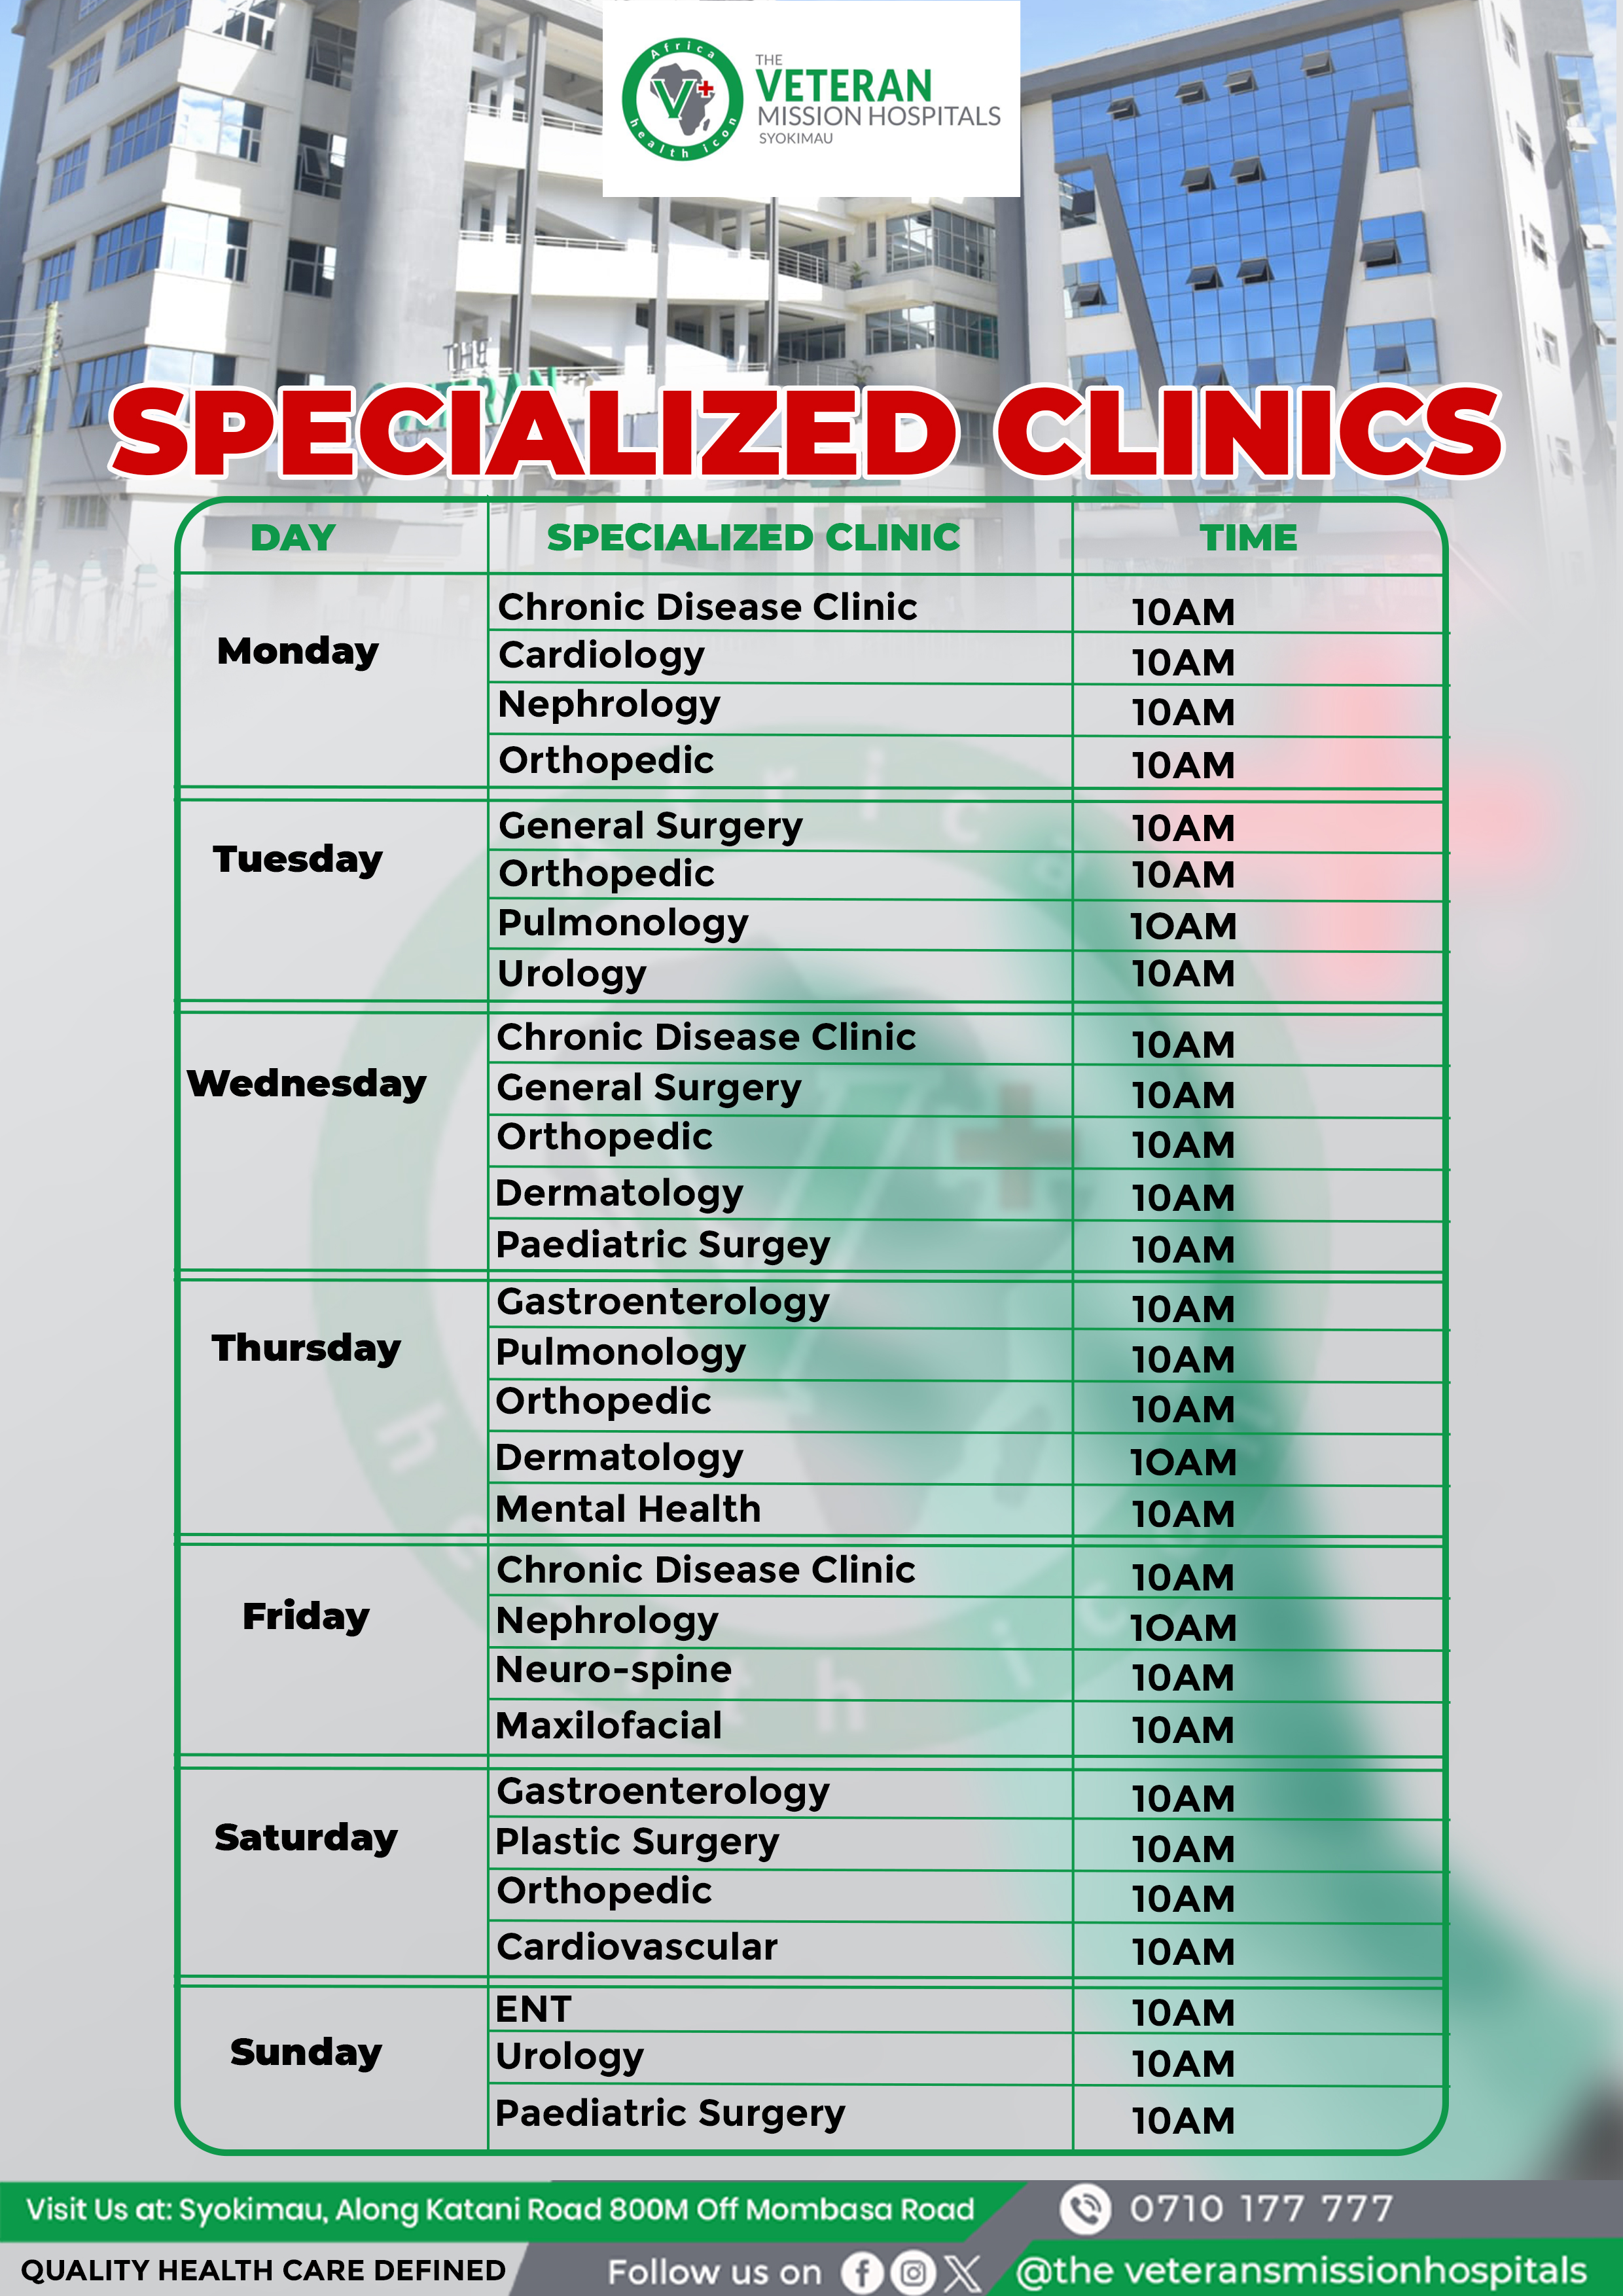 Africa
health icon
V+
THE
VETERAN
MISSION HOSPITALS
SYOKIMAU
THE
SPECIALIZED CLINICS
DAY SPECIALIZED CLINIC TIME
Monday
Chronic Disease Clinic 10AM
Cardiology 10AM
Nephrology 10AM
Orthopedic 10AM
Tuesday
General Surgery 10AM
Orthopedic 10AM
Pulmonology 1OAM
Urology 10AM
Wednesday
Chronic Disease Clinic 10AM
General Surgery 10AM
Orthopedic 10AM
Dermatology 10AM
Paediatric Surgey 10AM
Thursday
Gastroenterology 10AM
Pulmonology 10AM
Orthopedic 10AM
Dermatology 1OAM
Mental Health 10AM
Friday
Chronic Disease Clinic 10AM
Nephrology 1OAM
Neuro-spine 10AM
Maxilofacial 10AM
Saturday
Gastroenterology 10AM
Plastic Surgery 10AM
Orthopedic 10AM
Cardiovascular 10AM
Sunday
ENT 10AM
Urology 10AM
Paediatric Surgery 10AM
Visit Us at: Syokimau, Along Katani Road 800M Off Mombasa Road
0710 177 777
QUALITY HEALTH CARE DEFINED
Follow us on
@the veteransmissionhospitals